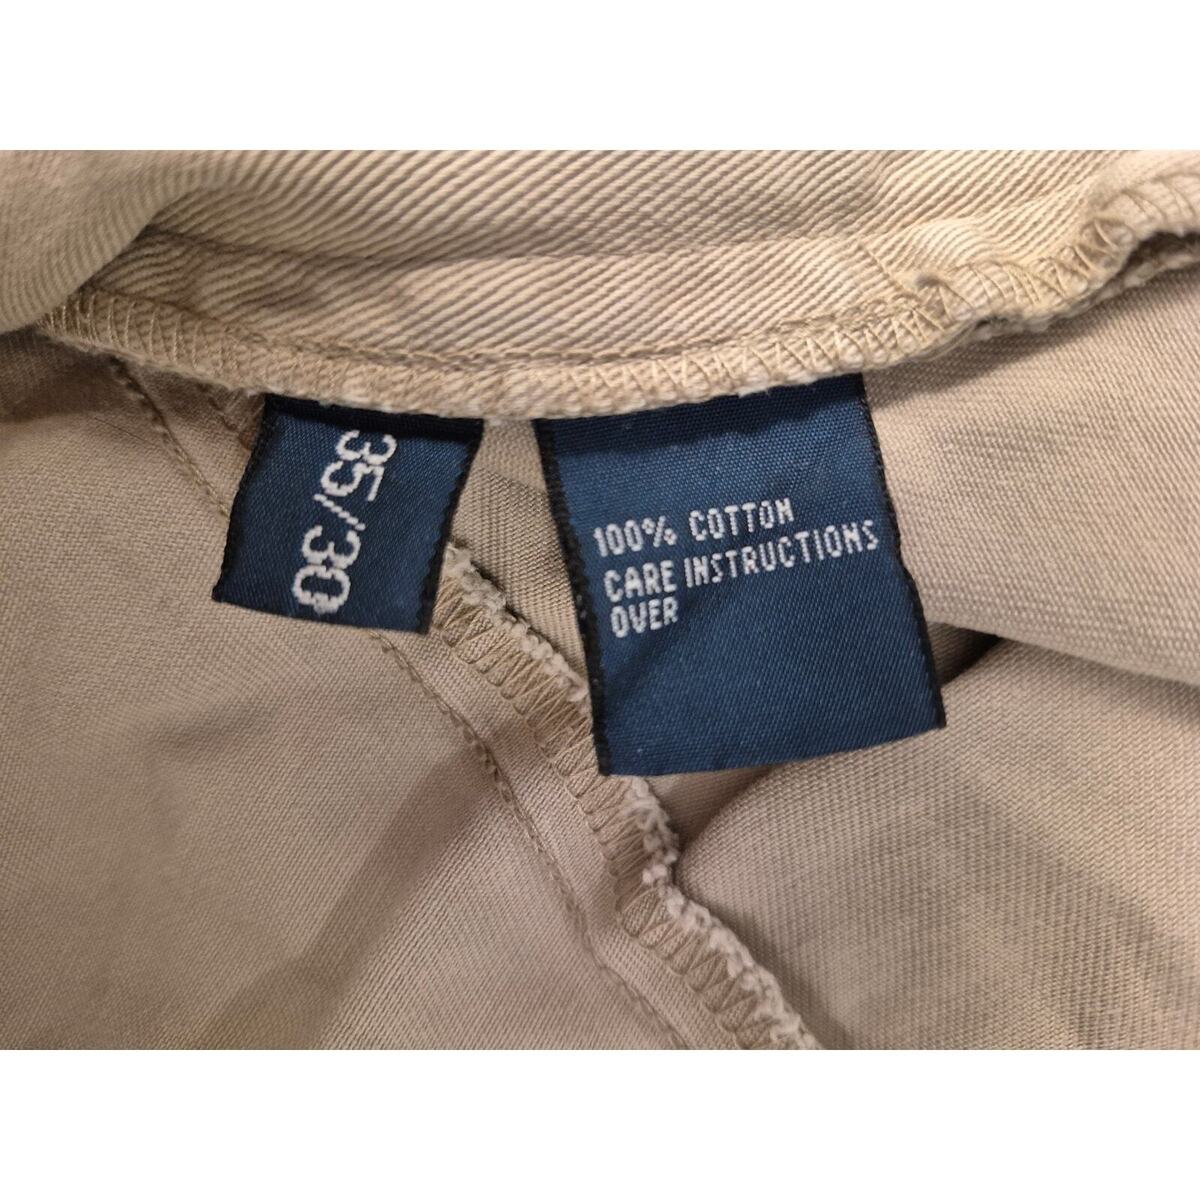 35/30
100% COTTON
CARE INSTRUCTIONS
OVER